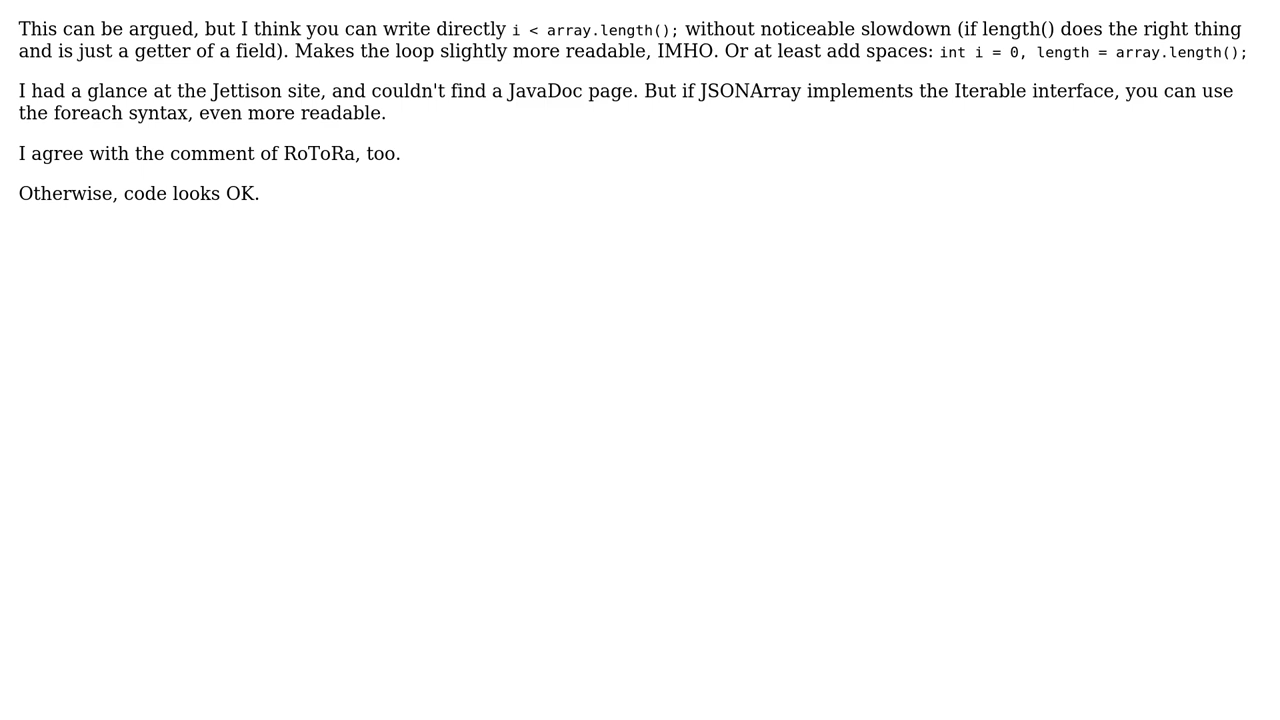 This can be argued, but I think you can write directly i < array.length(); without noticeable slowdown (if length() does the right thing
and is just a getter of a field). Makes the loop slightly more readable, IMHO. Or at least add spaces: int i = 0, length = array.length();
I had a glance at the Jettison site, and couldn't find a JavaDoc page. But if JSONArray implements the Iterable interface, you can use
the foreach syntax, even more readable.
I agree with the comment of RoToRa, too.
Otherwise, code looks OK.